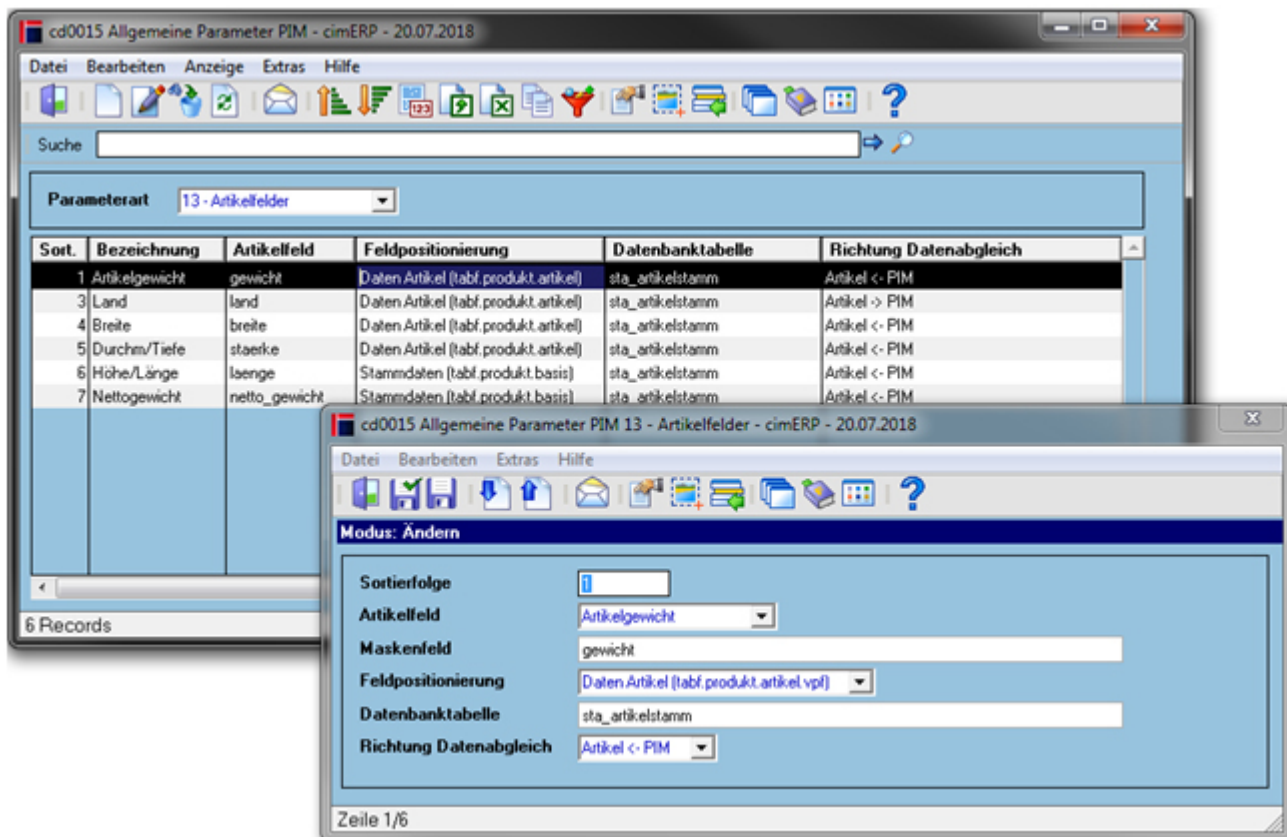 cd0015 Allgemeine Parameter PIM - cimERP - 20.07.2018
Datei Bearbeiten Anzeige Extras Hilfe
123
Suche
Parameterart 13 - Artikelfelder
Sort. Bezeichnung Artikelfeld Feldpositionierung Datenbanktabelle Richtung Datenabgleich
1 Artikelgewicht gewicht Daten Artikel (tabf.produkt.artikel) sta_artikelstamm Artikel <- PIM
3 Land land Daten Artikel (tabf.produkt.artikel) sta_artikelstamm Artikel -> PIM
4 Breite breite Daten Artikel (tabf.produkt.artikel) sta_artikelstamm Artikel <- PIM
5 Durchm/Tiefe staerke Daten Artikel (tabf.produkt.artikel) sta_artikelstamm Artikel <- PIM
6 Höhe/Länge laenge Stammdaten (tabf.produkt.basis) sta_artikelstamm Artikel <- PIM
7 Nettogewicht netto_gewicht Stammdaten (tabf.produkt.basis) sta_artikelstamm Artikel <- PIM
6 Records
cd0015 Allgemeine Parameter PIM 13 - Artikelfelder - cimERP - 20.07.2018
Datei Bearbeiten Extras Hilfe
Modus: Ändern
Sortierfolge 1
Artikelfeld Artikelgewicht
Maskenfeld gewicht
Feldpositionierung Daten Artikel (tabf.produkt.artikel.vpf)
Datenbanktabelle sta_artikelstamm
Richtung Datenabgleich Artikel <- PIM
Zeile 1/6